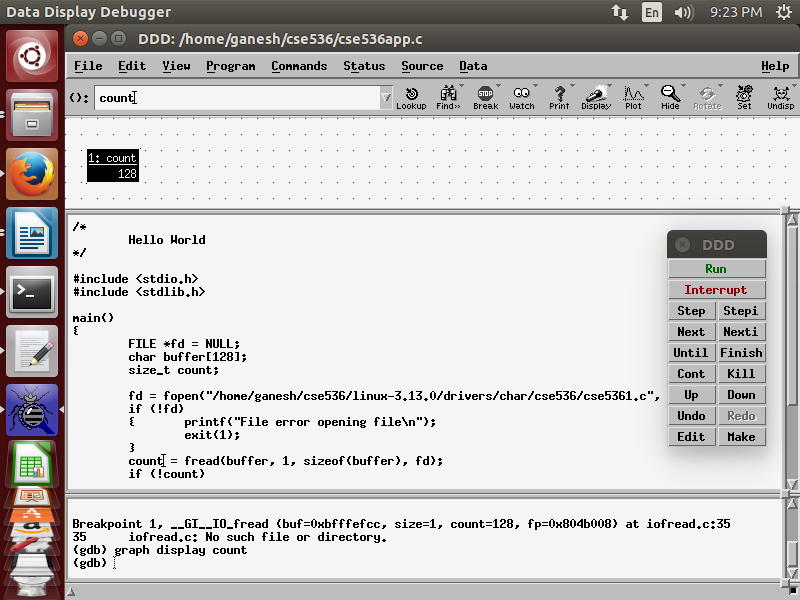 Data Display Debugger
En
9:23 PM
DDD: /home/ganesh/cse536/cse536app.c
File Edit View Program Commands Status Source Data Help
(): count
Lookup Find>> Break Watch Print Display Plot Hide Rotate Set Undisp
STOP
1: count
128
/*
Hello World
*/
#include <stdio.h>
#include <stdlib.h>
main()
{
FILE *fd = NULL;
char buffer[128];
size_t count;
fd = fopen("/home/ganesh/cse536/linux-3.13.0/drivers/char/cse536/cse5361.c",
if (!fd)
{ printf("File error opening file\n");
exit(1);
}
count = fread(buffer, 1, sizeof(buffer), fd);
if (!count)
DDD
Run
Interrupt
Step Stepi
Next Nexti
Until Finish
Cont Kill
Up Down
Undo Redo
Edit Make
Breakpoint 1, __GI__IO_fread (buf=0xbfffefcc, size=1, count=128, fp=0x804b008) at iofread.c:35
35 iofread.c: No such file or directory.
(gdb) graph display count
(gdb)